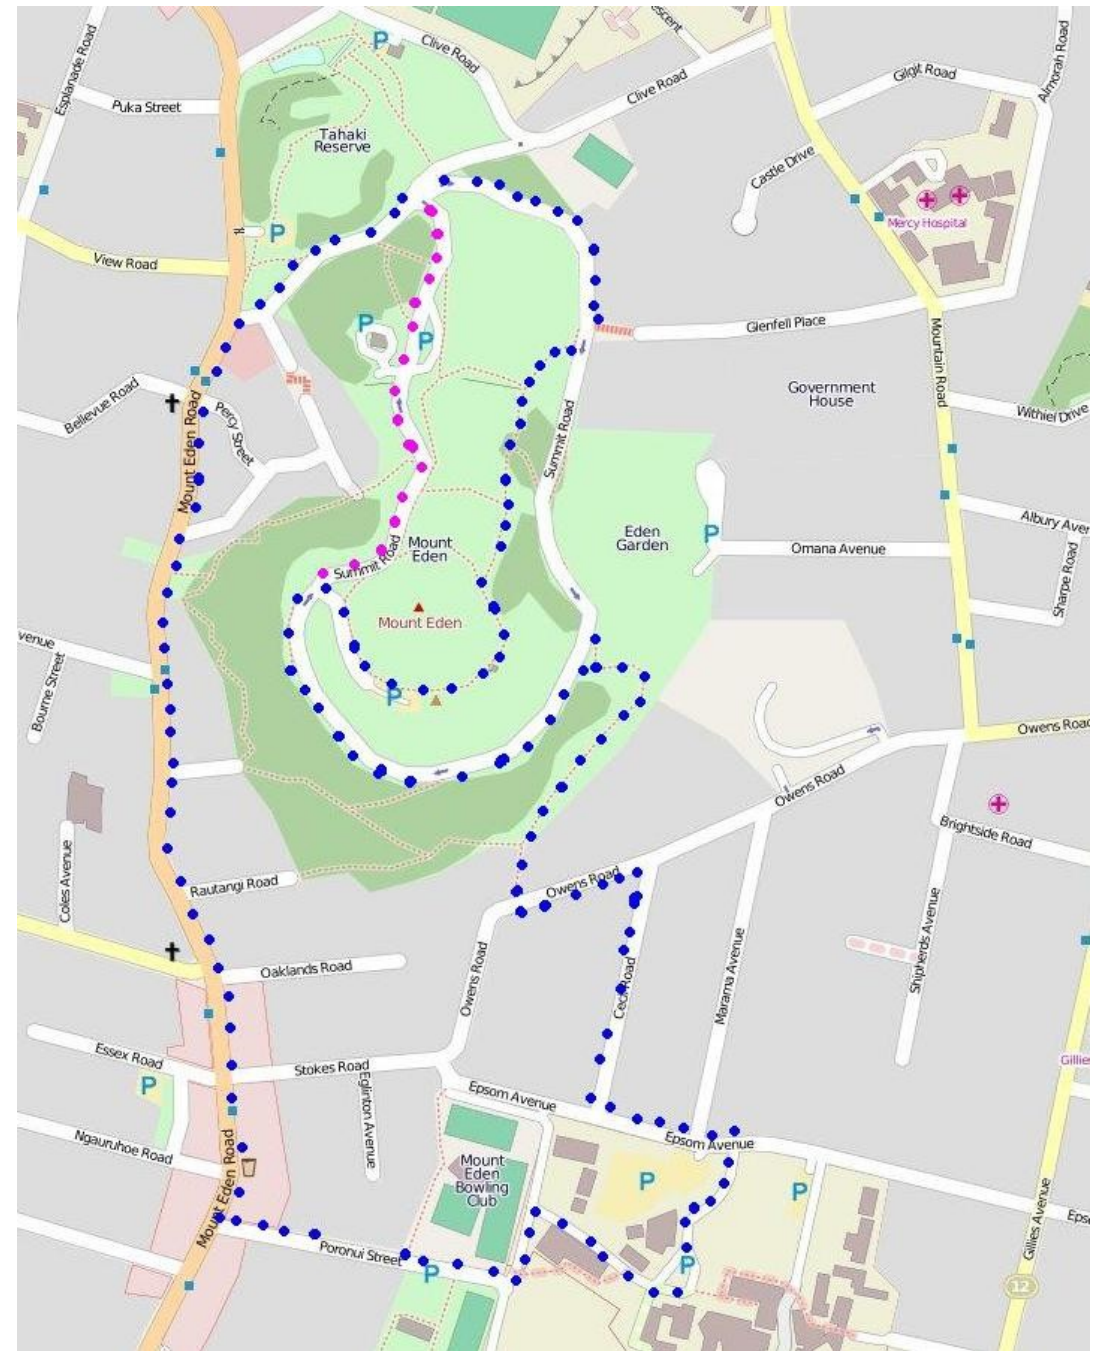 Esplanade Road
Clive Road
Clive Road
Gilgit Road
Almorah Road
Puka Street
Tahaki
Reserve
P
Castle Drive
Mercy Hospital
P
View Road
P
P
Glenfell Place
Mountain Road
Government
House
Bellevue Road
Percy Street
Mount Eden Road
Summit Road
Withiel Drive
Eden
Garden
P
Omana Avenue
Albury Aven
Sharpe Road
Mount
Eden
Summit Road
Mount Eden
venue
Bourne Street
P
Owens Road
Owens Road
Brightside Road
Coles Avenue
Rautangi Road
Owens Road
Oaklands Road
Owens Road
Cecil Road
Marama Avenue
Shipherds Avenue
Essex Road
P
Stokes Road
Eglinton Avenue
Epsom Avenue
Epsom Avenue
Gillie
Ngauruhoe Road
Mount Eden Road
Mount
Eden
Bowling
Club
P
P
Epso
Gillies Avenue
Poronui Street
P
P
12